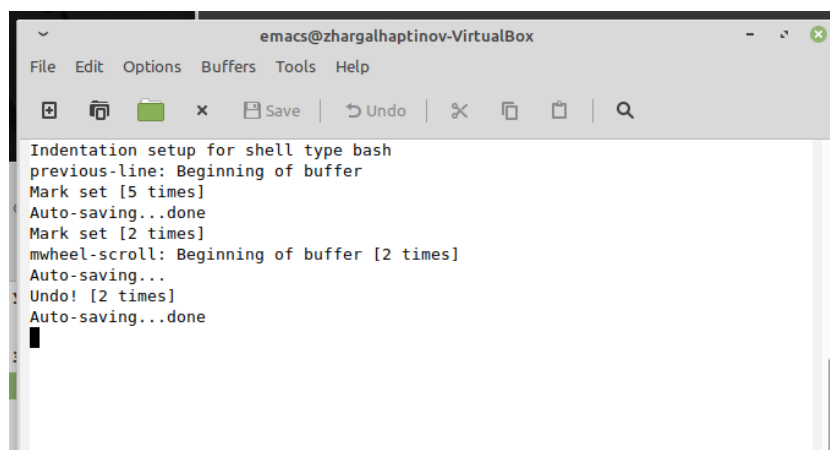 emacs@zhargalhaptinov-VirtualBox
File Edit Options Buffers Tools Help
Save Undo
Indentation setup for shell type bash
previous-line: Beginning of buffer
Mark set [5 times]
Auto-saving...done
Mark set [2 times]
mwheel-scroll: Beginning of buffer [2 times]
Auto-saving...
Undo! [2 times]
Auto-saving...done